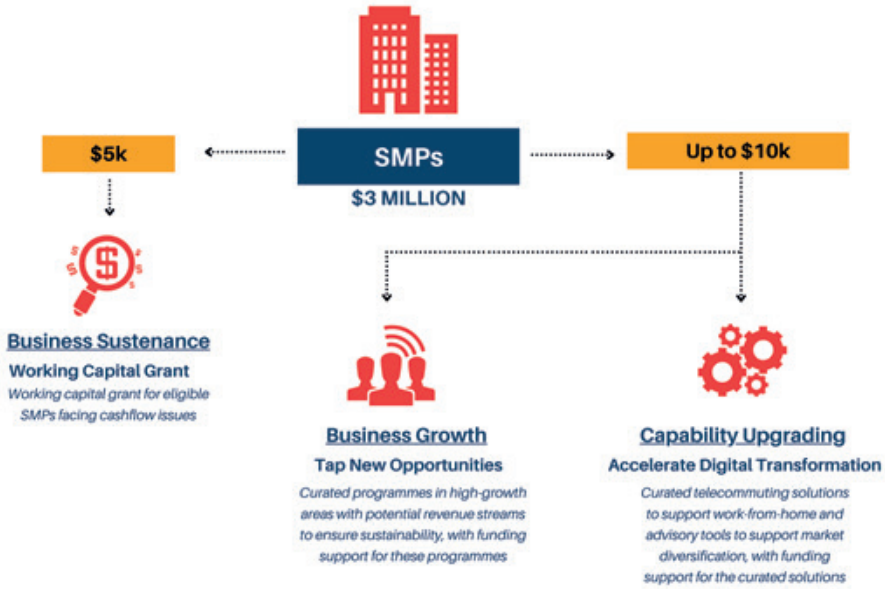 SMPs
$3 MILLION
$5k
Up to $10k
Business Sustenance
Working Capital Grant
Working capital grant for eligible
SMPs facing cashflow issues
Business Growth
Tap New Opportunities
Curated programmes in high-growth
areas with potential revenue streams
to ensure sustainability, with funding
support for these programmes
Capability Upgrading
Accelerate Digital Transformation
Curated telecommuting solutions
to support work-from-home and
advisory tools to support market
diversification, with funding
support for the curated solutions